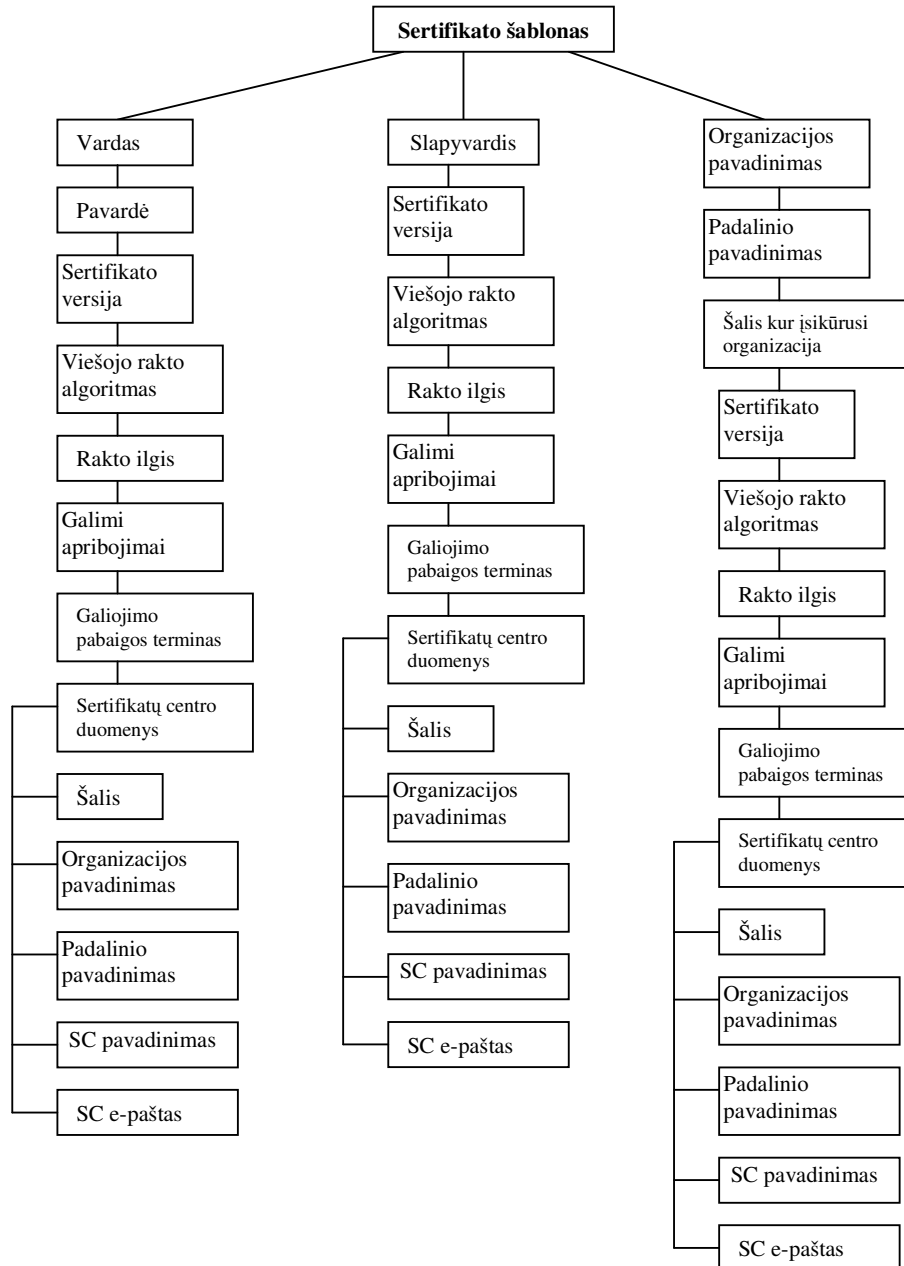 Sertifikato šablonas
Vardas
Pavardė
Sertifikato
versija
Viešojo rakto
algoritmas
Rakto ilgis
Galimi
apribojimai
Galiojimo
pabaigos terminas
Sertifikatų centro
duomenys
Šalis
Organizacijos
pavadinimas
Padalinio
pavadinimas
SC pavadinimas
SC e-paštas
Slapyvardis
Sertifikato
versija
Viešojo rakto
algoritmas
Rakto ilgis
Galimi
apribojimai
Galiojimo
pabaigos terminas
Sertifikatų centro
duomenys
Šalis
Organizacijos
pavadinimas
Padalinio
pavadinimas
SC pavadinimas
SC e-paštas
Organizacijos
pavadinimas
Padalinio
pavadinimas
Šalis kur įsikūrusi
organizacija
Sertifikato
versija
Viešojo rakto
algoritmas
Rakto ilgis
Galimi
apribojimai
Galiojimo
pabaigos terminas
Sertifikatų centro
duomenys
Šalis
Organizacijos
pavadinimas
Padalinio
pavadinimas
SC pavadinimas
SC e-paštas